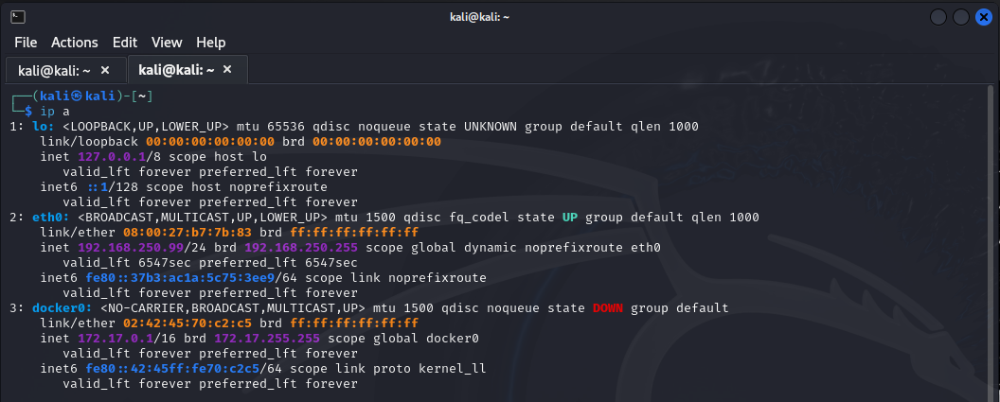 kali@kali: ~
File Actions Edit View Help
kali@kali: ~ × kali@kali: ~ ×
┌──(kali㉿kali)-[~]
└─$ ip a
1: lo: <LOOPBACK,UP,LOWER_UP> mtu 65536 qdisc noqueue state UNKNOWN group default qlen 1000
    link/loopback 00:00:00:00:00:00 brd 00:00:00:00:00:00
    inet 127.0.0.1/8 scope host lo
       valid_lft forever preferred_lft forever
    inet6 ::1/128 scope host noprefixroute
       valid_lft forever preferred_lft forever
2: eth0: <BROADCAST,MULTICAST,UP,LOWER_UP> mtu 1500 qdisc fq_codel state UP group default qlen 1000
    link/ether 08:00:27:b7:7b:83 brd ff:ff:ff:ff:ff:ff
    inet 192.168.250.99/24 brd 192.168.250.255 scope global dynamic noprefixroute eth0
       valid_lft 6547sec preferred_lft 6547sec
    inet6 fe80::37b3:ac1a:5c75:3ee9/64 scope link noprefixroute
       valid_lft forever preferred_lft forever
3: docker0: <NO-CARRIER,BROADCAST,MULTICAST,UP> mtu 1500 qdisc noqueue state DOWN group default
    link/ether 02:42:45:70:c2:c5 brd ff:ff:ff:ff:ff:ff
    inet 172.17.0.1/16 brd 172.17.255.255 scope global docker0
       valid_lft forever preferred_lft forever
    inet6 fe80::42:45ff:fe70:c2c5/64 scope link proto kernel_ll
       valid_lft forever preferred_lft forever